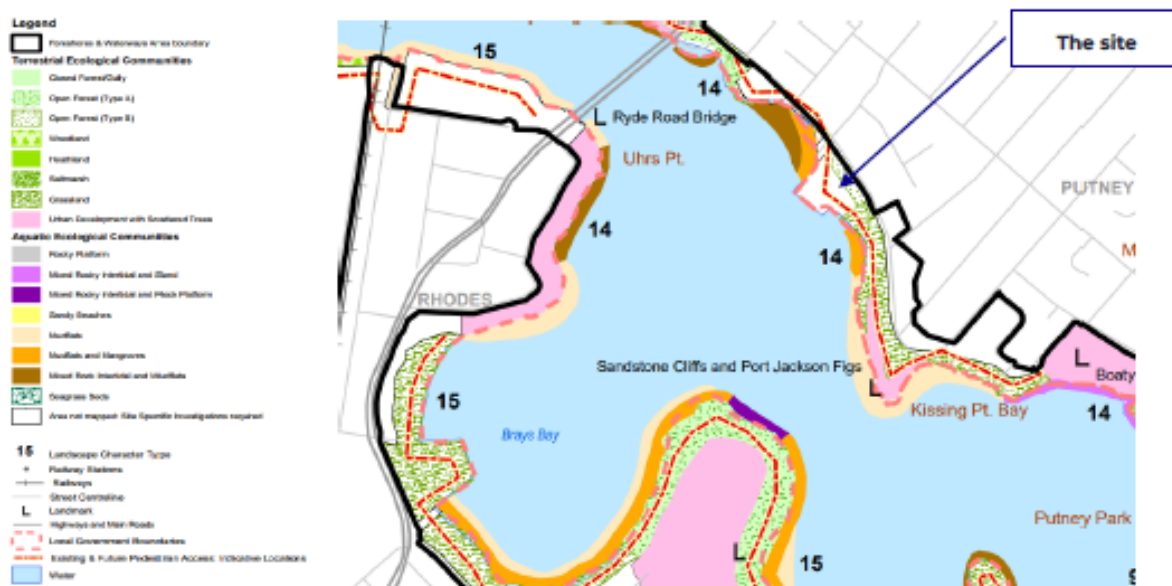 Legend
Foreshores & Waterways Area boundary
Terrestrial Ecological Communities
Closed Forest/Gully
Open Forest (Type A)
Open Forest (Type B)
Woodland
Heathland
Saltmarsh
Grassland
Urban Development with Scattered Trees
Aquatic Ecological Communities
Rocky Platform
Mixed Rocky Intertidal and Sand
Mixed Rocky Intertidal and Rock Platform
Sandy Beaches
Mudflats
Mudflats and Mangroves
Mixed Rock Intertidal and Mudflats
Seagrass Beds
Area not mapped: Site Specific Investigations required
15 Landscape Character Type
Railway Stations
Railways
Street Centreline
L Landmark
Highways and Main Roads
Local Government Boundaries
Existing & Future Pedestrian Access: Indicative Locations
Water
The site
15
14
L Ryde Road Bridge
Uhrs Pt.
PUTNEY
14
14
M
RHODES
Sandstone Cliffs and Port Jackson Figs
L
L
Boaty
15
Kissing Pt. Bay
14
Brays Bay
Putney Park
L
15